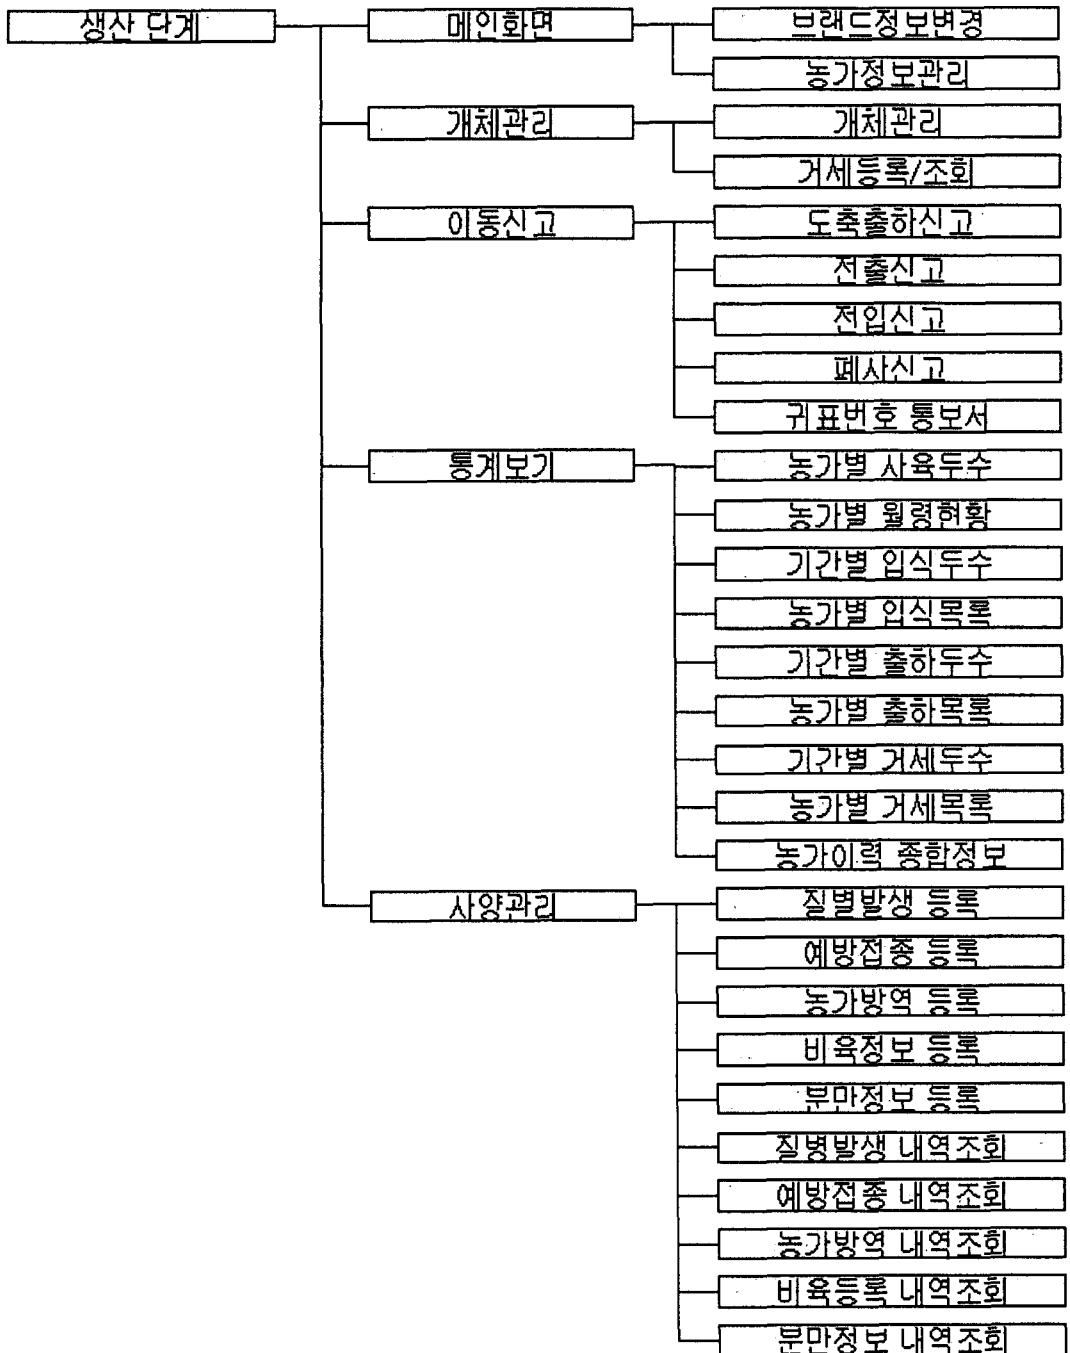 생산 단계
메인화면
브랜드정보변경
농가정보관리
개체관리
개체관리
거세등록/조회
이동신고
도축출하신고
전출신고
전입신고
폐사신고
귀표번호 통보서
통계보기
농가별 사육두수
농가별 월령현황
기간별 입식두수
농가별 입식목록
기간별 출하두수
농가별 출하목록
기간별 거세두수
농가별 거세목록
농가이력 종합정보
사양관리
질병발생 등록
예방접종 등록
농가방역 등록
비육정보 등록
분만정보 등록
질병발생 내역조회
예방접종 내역조회
농가방역 내역조회
비육등록 내역조회
분만정보 내역조회